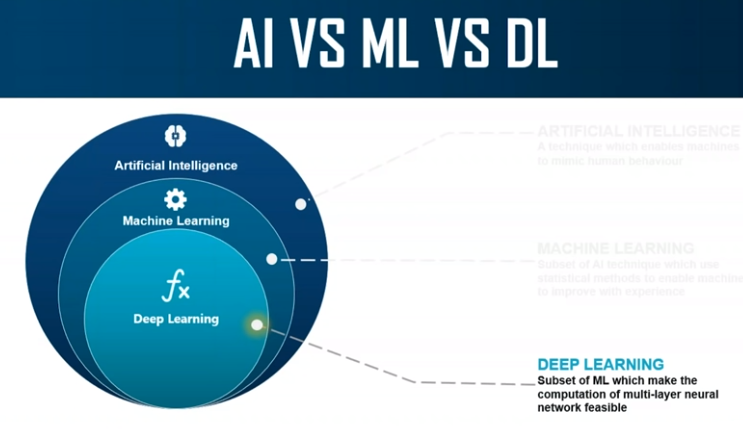 AI VS ML VS DL
Artificial Intelligence
Machine Learning
fx
Deep Learning
ARTIFICIAL INTELLIGENCE
A technique which enables machines
to mimic human behaviour
MACHINE LEARNING
Subset of AI technique which use
statistical methods to enable machine
to improve with experience
DEEP LEARNING
Subset of ML which make the
computation of multi-layer neural
network feasible